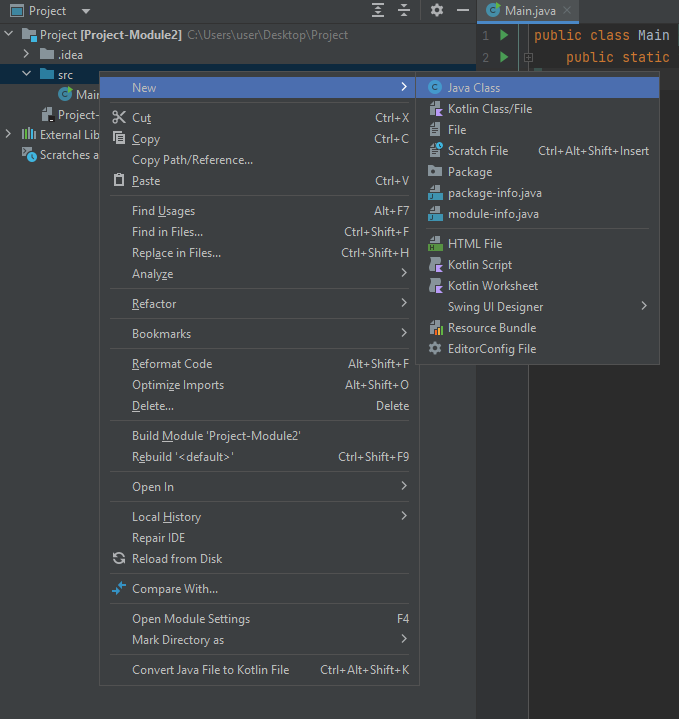 Project
Main.java
Project [Project-Module2] C:\Users\user\Desktop\Project
.idea
src
Main
Project-
External Lib
Scratches a
New
Cut Ctrl+X
Copy Ctrl+C
Copy Path/Reference...
Paste Ctrl+V
Find Usages Alt+F7
Find in Files... Ctrl+Shift+F
Replace in Files... Ctrl+Shift+H
Analyze
Refactor
Bookmarks
Reformat Code Alt+Shift+F
Optimize Imports Alt+Shift+O
Delete... Delete
Build Module 'Project-Module2'
Rebuild '<default>' Ctrl+Shift+F9
Open In
Local History
Repair IDE
Reload from Disk
Compare With...
Open Module Settings F4
Mark Directory as
Convert Java File to Kotlin File Ctrl+Alt+Shift+K
Java Class
Kotlin Class/File
File
Scratch File Ctrl+Alt+Shift+Insert
Package
package-info.java
module-info.java
HTML File
Kotlin Script
Kotlin Worksheet
Swing UI Designer
Resource Bundle
EditorConfig File
1 public class Main
2 public static